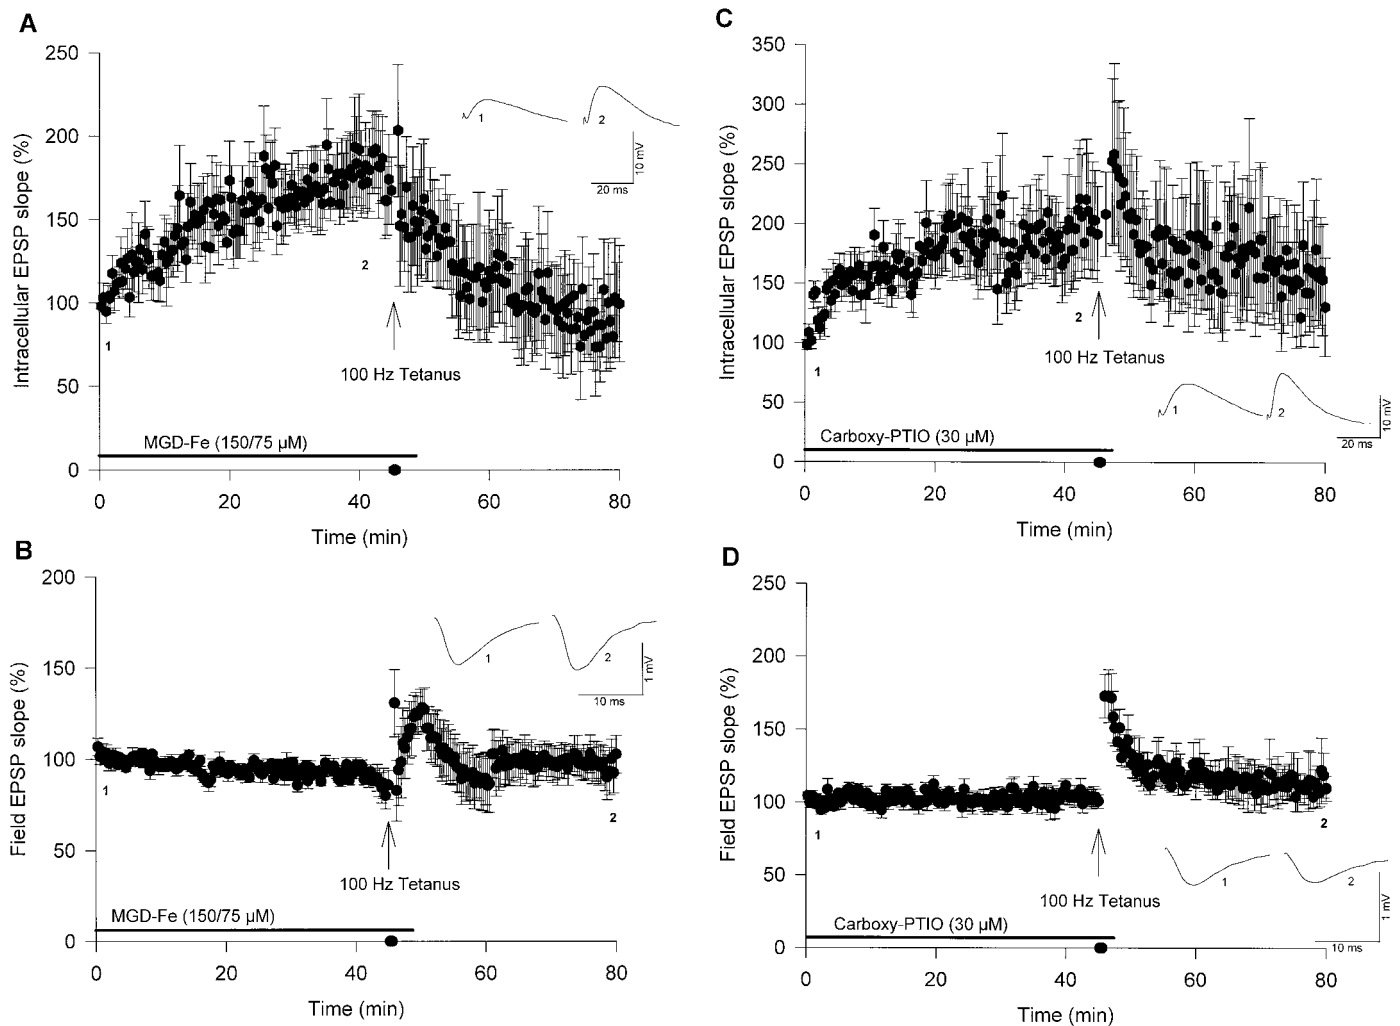 A
250
200
150
100
50
0
Intracellular EPSP slope (%)
1
2
1
2
10 mV
20 ms
100 Hz Tetanus
MGD-Fe (150/75 µM)
0 20 40 60 80
Time (min)
B
200
150
100
50
0
Field EPSP slope (%)
1
2
1
2
1 mV
10 ms
100 Hz Tetanus
MGD-Fe (150/75 µM)
0 20 40 60 80
Time (min)
C
350
300
250
200
150
100
50
0
Intracellular EPSP slope (%)
1
2
100 Hz Tetanus
1
2
10 mV
20 ms
Carboxy-PTIO (30 µM)
0 20 40 60 80
Time (min)
D
250
200
150
100
50
0
Field EPSP slope (%)
1
2
100 Hz Tetanus
1
2
1 mV
10 ms
Carboxy-PTIO (30 µM)
0 20 40 60 80
Time (min)